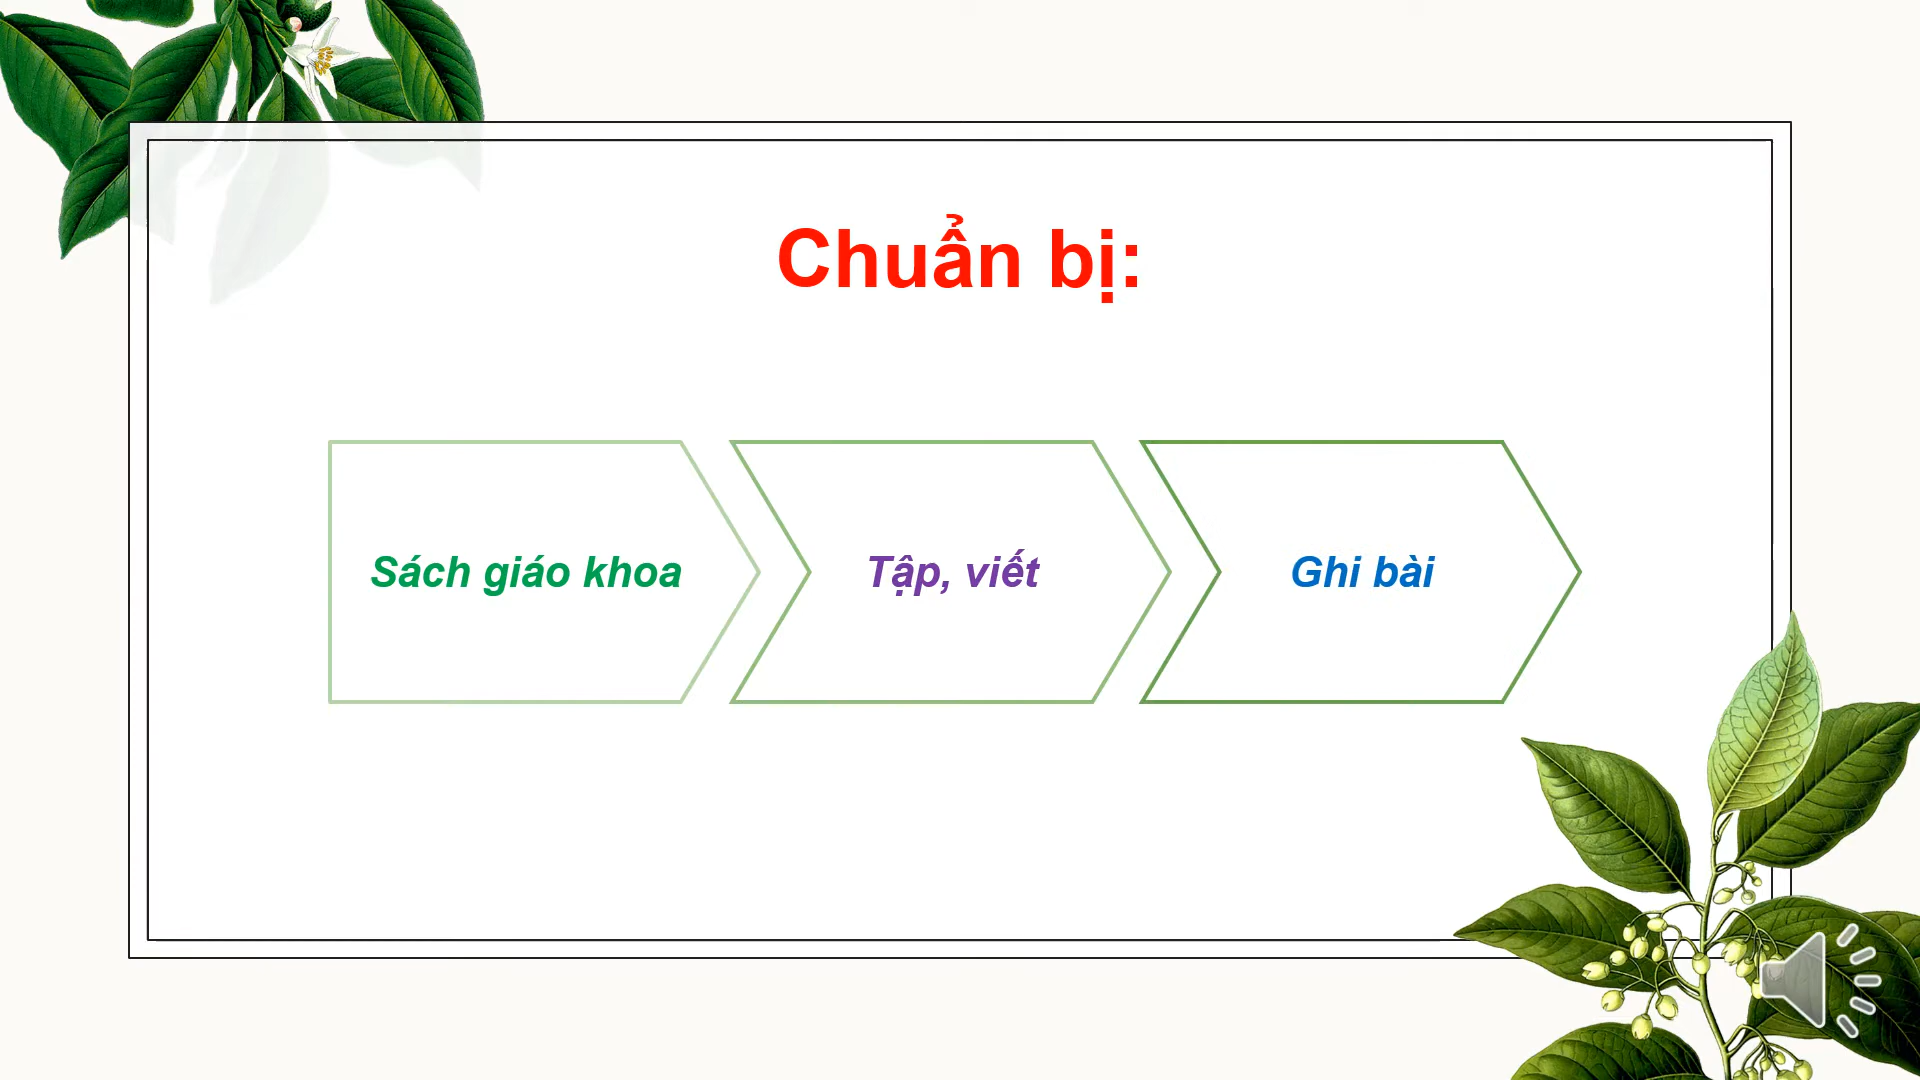 Chuẩn bị:
Sách giáo khoa
Tập, viết
Ghi bài